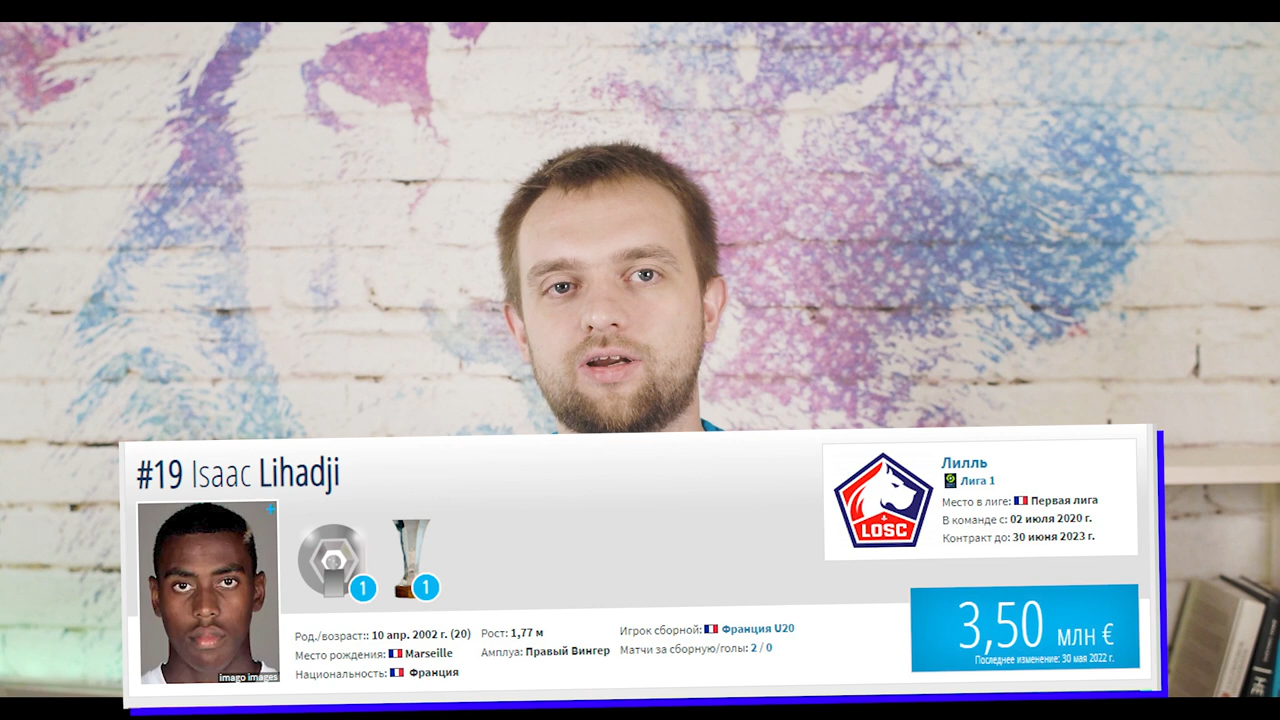 #19 Isaac Lihadji
imago images
1
1
Род./возраст:: 10 апр. 2002 г. (20)
Место рождения: Marseille
Национальность: Франция
Рост: 1,77 м
Амплуа: Правый Вингер
Игрок сборной: Франция U20
Матчи за сборную/голы: 2 / 0
LOSC
Лилль
Лига 1
Место в лиге: Первая лига
В команде с: 02 июля 2020 г.
Контракт до: 30 июня 2023 г.
3,50 млн €
Последнее изменение: 30 мая 2022 г.
НЕ